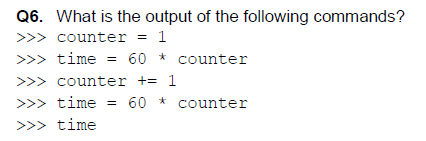 Q6. What is the output of the following commands?
>>> counter = 1
>>> time = 60 * counter
>>> counter += 1
>>> time = 60 * counter
>>> time